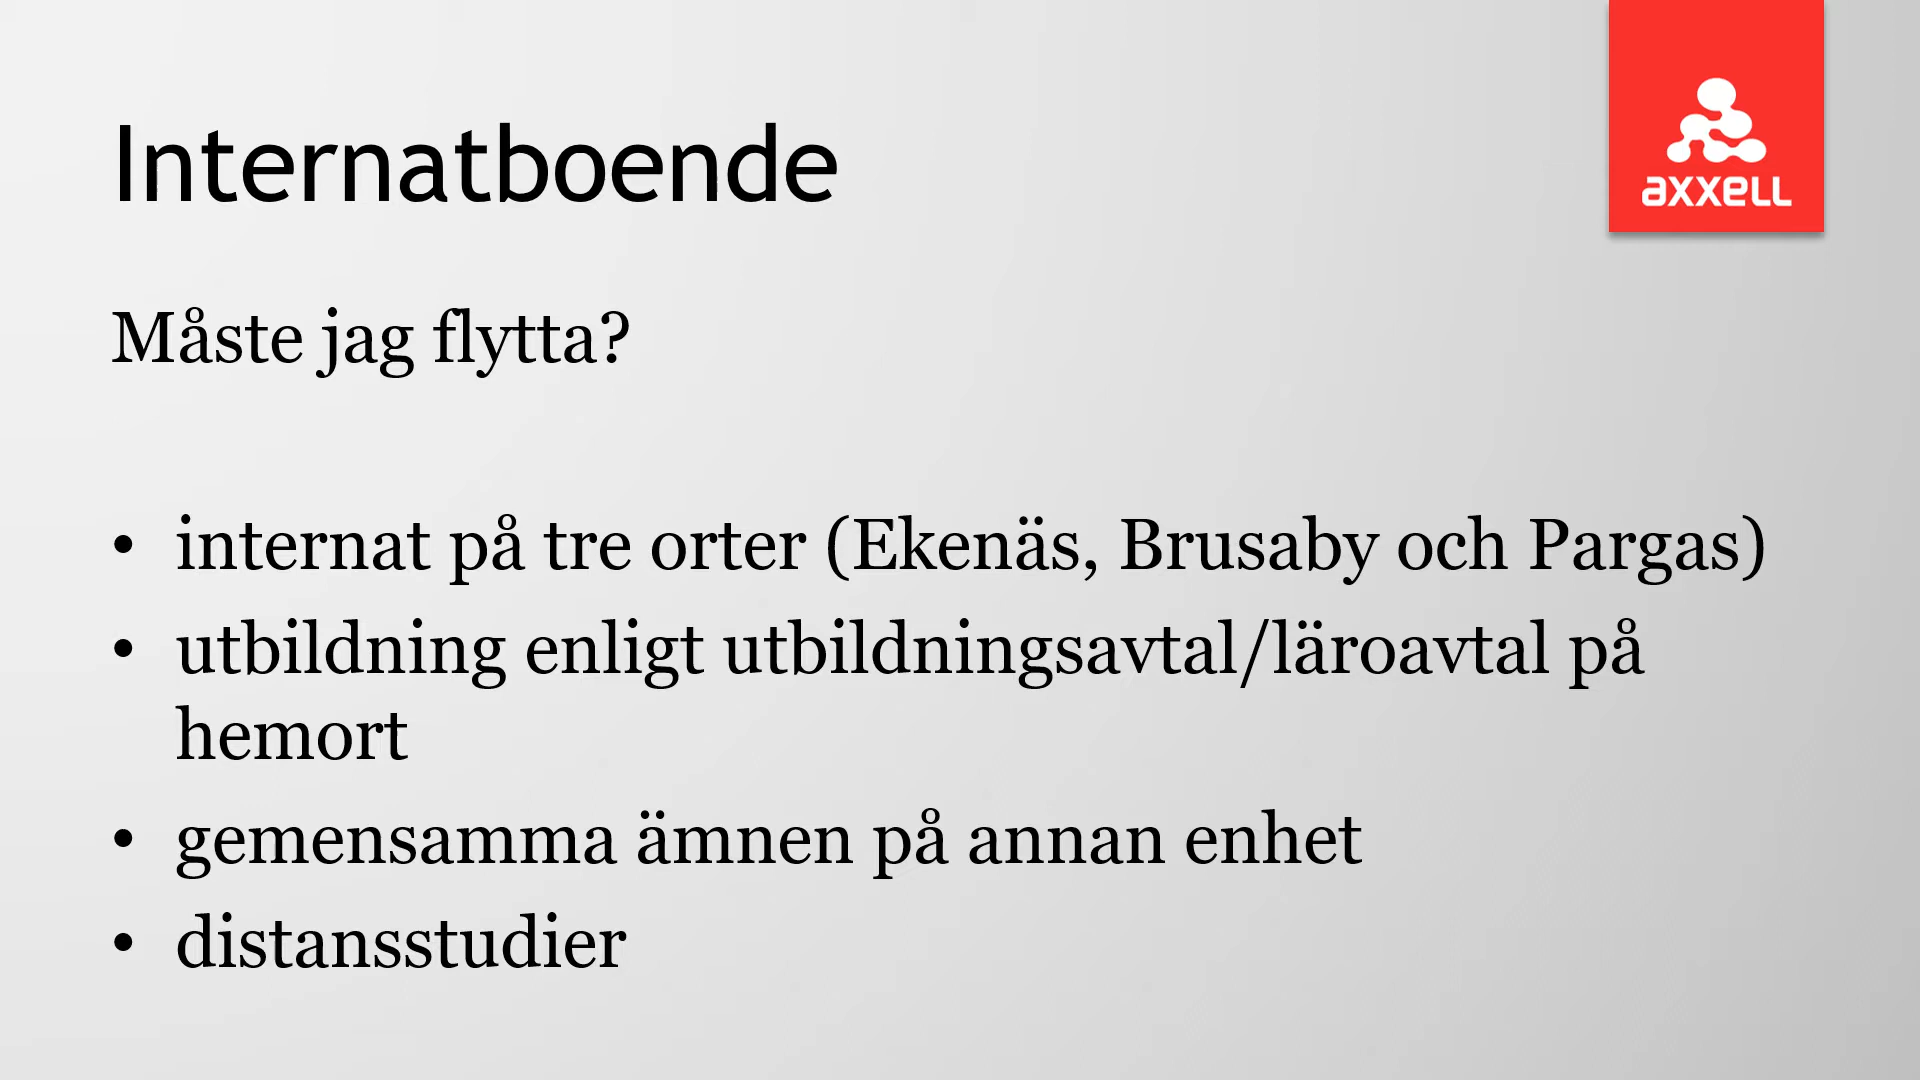 Internatboende
axxell
Måste jag flytta?
• internat på tre orter (Ekenäs, Brusaby och Pargas)
• utbildning enligt utbildningsavtal/läroavtal på
hemort
• gemensamma ämnen på annan enhet
• distansstudier